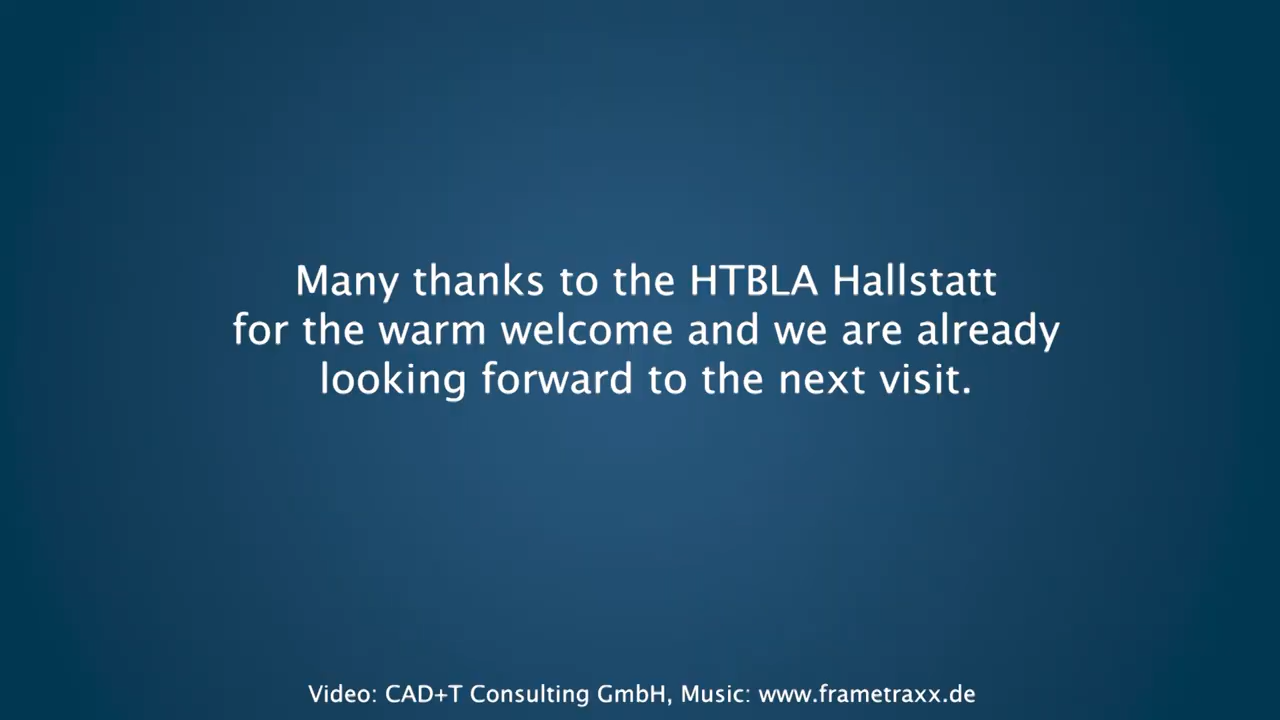 Many thanks to the HTBLA Hallstatt
for the warm welcome and we are already
looking forward to the next visit.
Video: CAD+T Consulting GmbH, Music: www.frametraxx.de